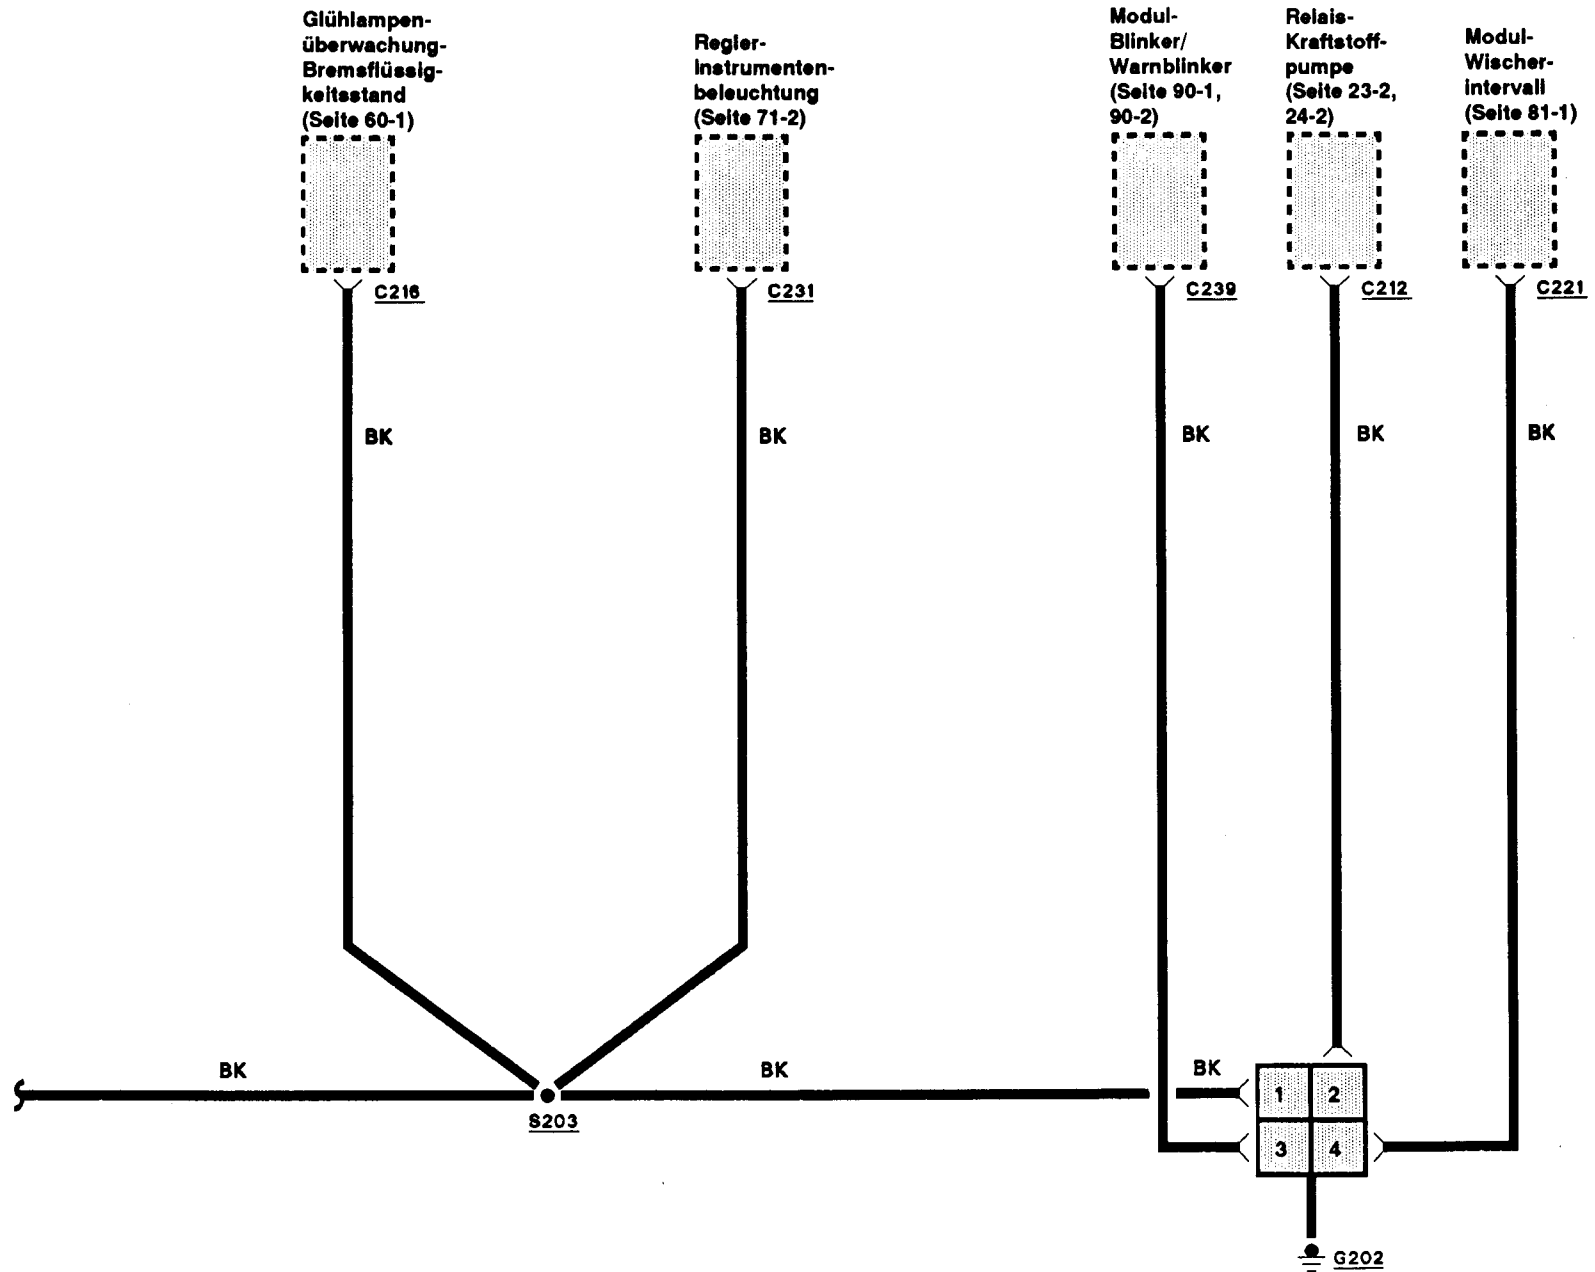 Glühlampen-
überwachung-
Bremsflüssig-
keitsstand
(Seite 60-1)
Regler-
Instrumenten-
beleuchtung
(Seite 71-2)
Modul-
Blinker/
Warnblinker
(Seite 90-1,
90-2)
Relais-
Kraftstoff-
pumpe
(Seite 23-2,
24-2)
Modul-
Wischer-
intervall
(Seite 81-1)
C216
C231
C239
C212
C221
BK
BK
BK
BK
BK
BK
BK
BK
S203
1
2
3
4
G202